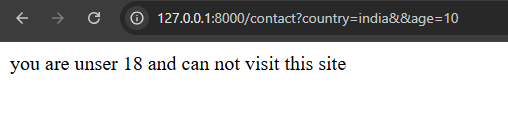 127.0.0.1:8000/contact?country=india&&age=10
you are unser 18 and can not visit this site